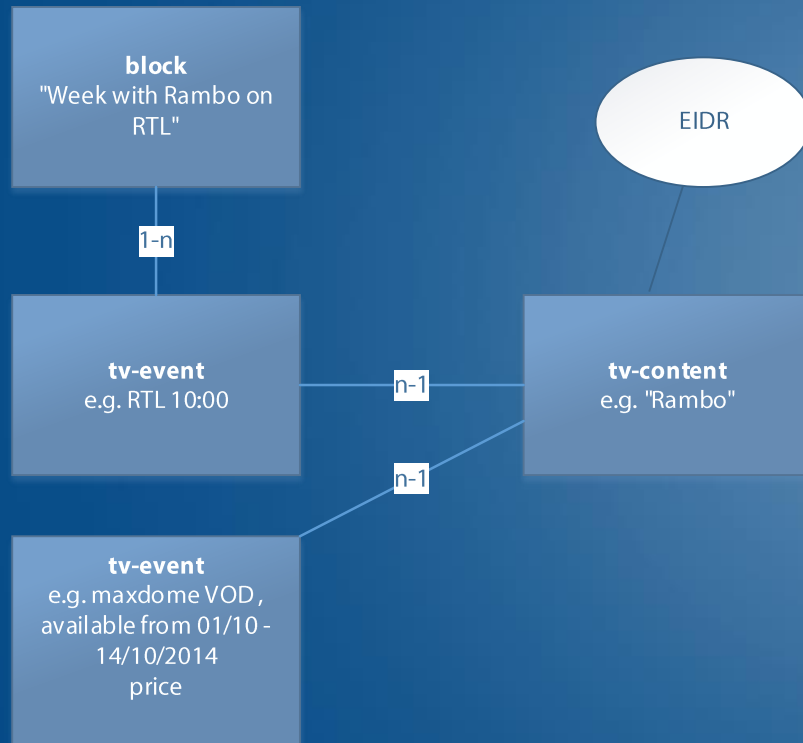 block
"Week with Rambo on
RTL"
EIDR
1-n
tv-event
e.g. RTL 10:00
n-1
tv-content
e.g. "Rambo"
n-1
tv-event
e.g. maxdome VOD,
available from 01/10 -
14/10/2014
price